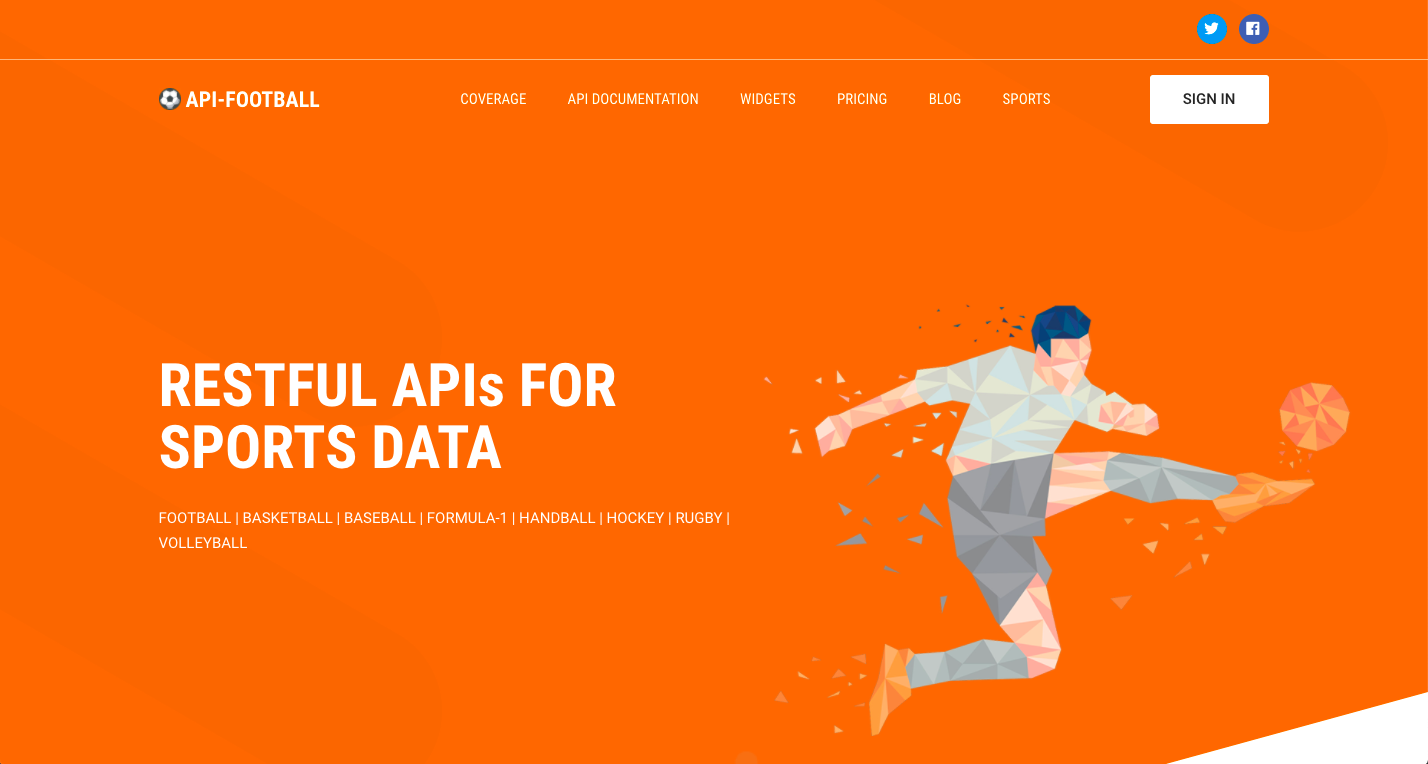 API-FOOTBALL
COVERAGE
API DOCUMENTATION
WIDGETS
PRICING
BLOG
SPORTS
SIGN IN
RESTFUL APIs FOR
SPORTS DATA
FOOTBALL | BASKETBALL | BASEBALL | FORMULA-1 | HANDBALL | HOCKEY | RUGBY |
VOLLEYBALL